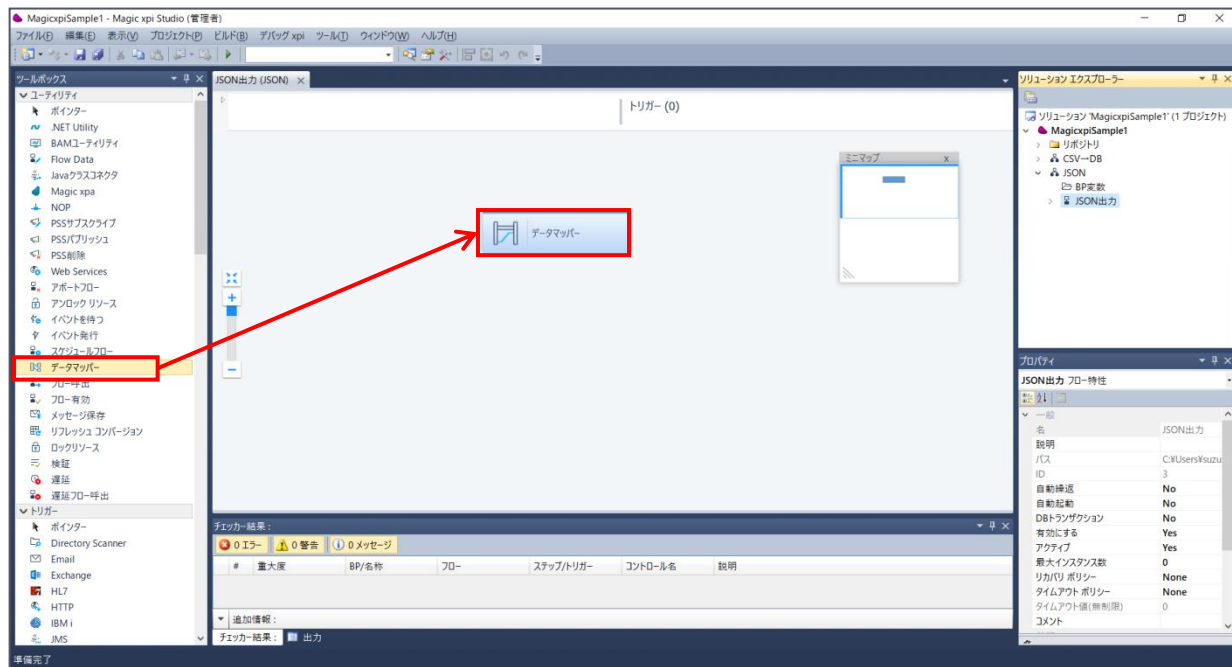 MagicxpiSample1 - Magic xpi Studio (管理者)
ファイル(F) 編集(E) 表示(V) プロジェクト(P) ビルド(B) デバッグ xpi ツール(T) ウィンドウ(W) ヘルプ(H)
ツールボックス
ユーティリティ
ポインター
.NET Utility
BAMユーティリティ
Flow Data
Javaクラスコネクタ
Magic xpa
NOP
PSSサブスクライブ
PSSパブリッシュ
PSS削除
Web Services
アボートフロー
アンロック リソース
イベントを待つ
イベント発行
スケジュールフロー
データマッパー
フロー呼出
フロー有効
メッセージ保存
リフレッシュ コンバージョン
ロックリソース
検証
遅延
遅延フロー呼出
トリガー
ポインター
Directory Scanner
Email
Exchange
HL7
HTTP
IBM i
JMS
JSON出力 (JSON) ×
トリガー (0)
ミニマップ x
データマッパー
チェッカー結果 :
0 エラー 0 警告 0 メッセージ
# 重大度 BP/名称 フロー ステップ/トリガー コントロール名 説明
追加情報 :
チェッカー結果 : 出力
ソリューション エクスプローラー
ソリューション 'MagicxpiSample1' (1 プロジェクト)
MagicxpiSample1
リポジトリ
CSV→DB
JSON
BP変数
JSON出力
プロパティ
JSON出力 フロー特性
一般
名 JSON出力
説明
パス C:¥Users¥suzu
ID 3
自動繰返 No
自動起動 No
DBトランザクション No
有効にする Yes
アクティブ Yes
最大インスタンス数 0
リカバリ ポリシー None
タイムアウト ポリシー None
タイムアウト値(無制限) 0
コメント
準備完了